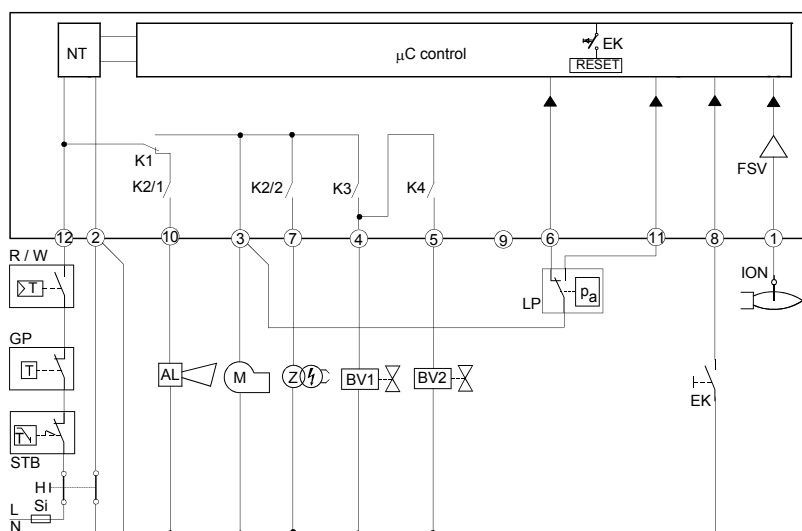 NT
μC control
EK
RESET
K1
K2/1
K2/2
K3
K4
FSV
12
2
10
3
7
4
5
9
6
11
8
1
R / W
T
GP
T
STB
T
H
L
Si
N
AL
M
Z
BV1
BV2
LP
pa
ION
EK